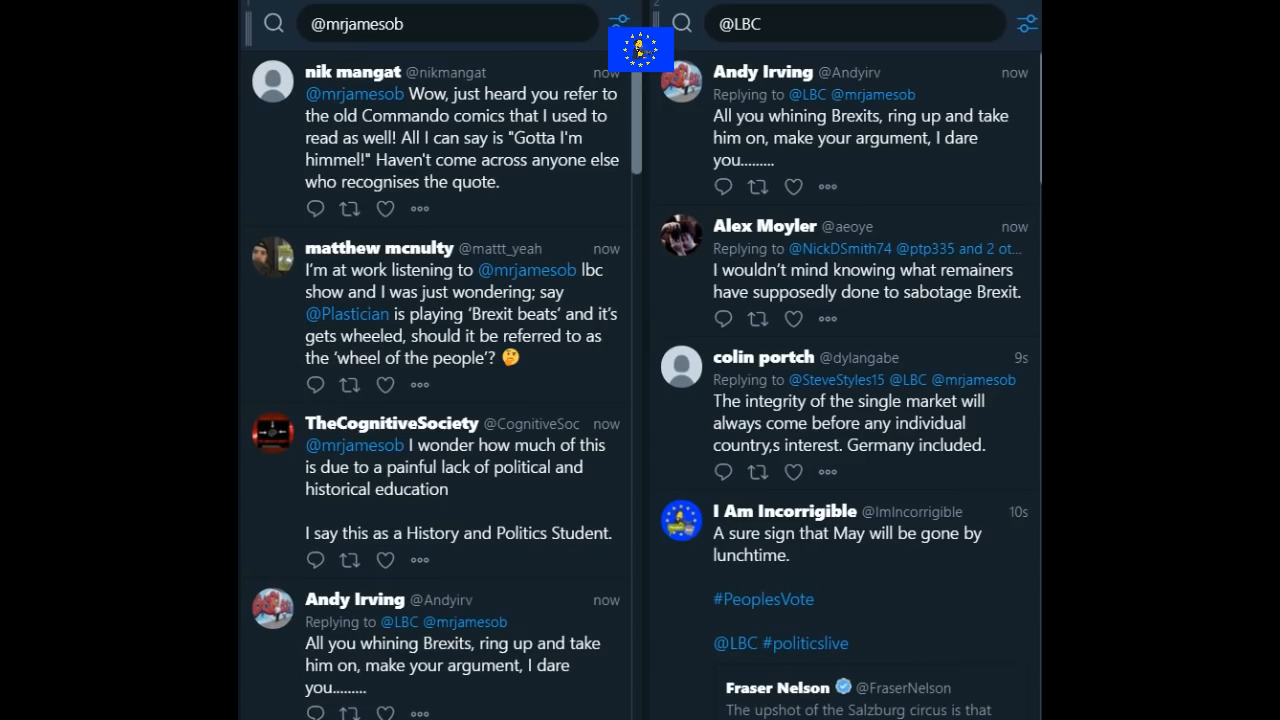 1
@mrjamesob
nik mangat @nikmangat now
@mrjamesob Wow, just heard you refer to
the old Commando comics that I used to
read as well! All I can say is "Gotta I'm
himmel!" Haven't come across anyone else
who recognises the quote.
matthew mcnulty @mattt_yeah now
I'm at work listening to @mrjamesob lbc
show and I was just wondering; say
@Plastician is playing ‘Brexit beats’ and it's
gets wheeled, should it be referred to as
the ‘wheel of the people’? 🤔
TheCognitiveSociety @CognitiveSoc now
@mrjamesob I wonder how much of this
is due to a painful lack of political and
historical education
I say this as a History and Politics Student.
Andy Irving @Andyirv now
Replying to @LBC @mrjamesob
All you whining Brexits, ring up and take
him on, make your argument, I dare
you.........
2
@LBC
Andy Irving @Andyirv now
Replying to @LBC @mrjamesob
All you whining Brexits, ring up and take
him on, make your argument, I dare
you.........
Alex Moyler @aeoye now
Replying to @NickDSmith74 @ptp335 and 2 ot...
I wouldn't mind knowing what remainers
have supposedly done to sabotage Brexit.
colin portch @dylangabe 9s
Replying to @SteveStyles15 @LBC @mrjamesob
The integrity of the single market will
always come before any individual
country,s interest. Germany included.
I Am Incorrigible @ImIncorrigible 10s
A sure sign that May will be gone by
lunchtime.
#PeoplesVote
@LBC #politicslive
Fraser Nelson @FraserNelson
The upshot of the Salzburg circus is that